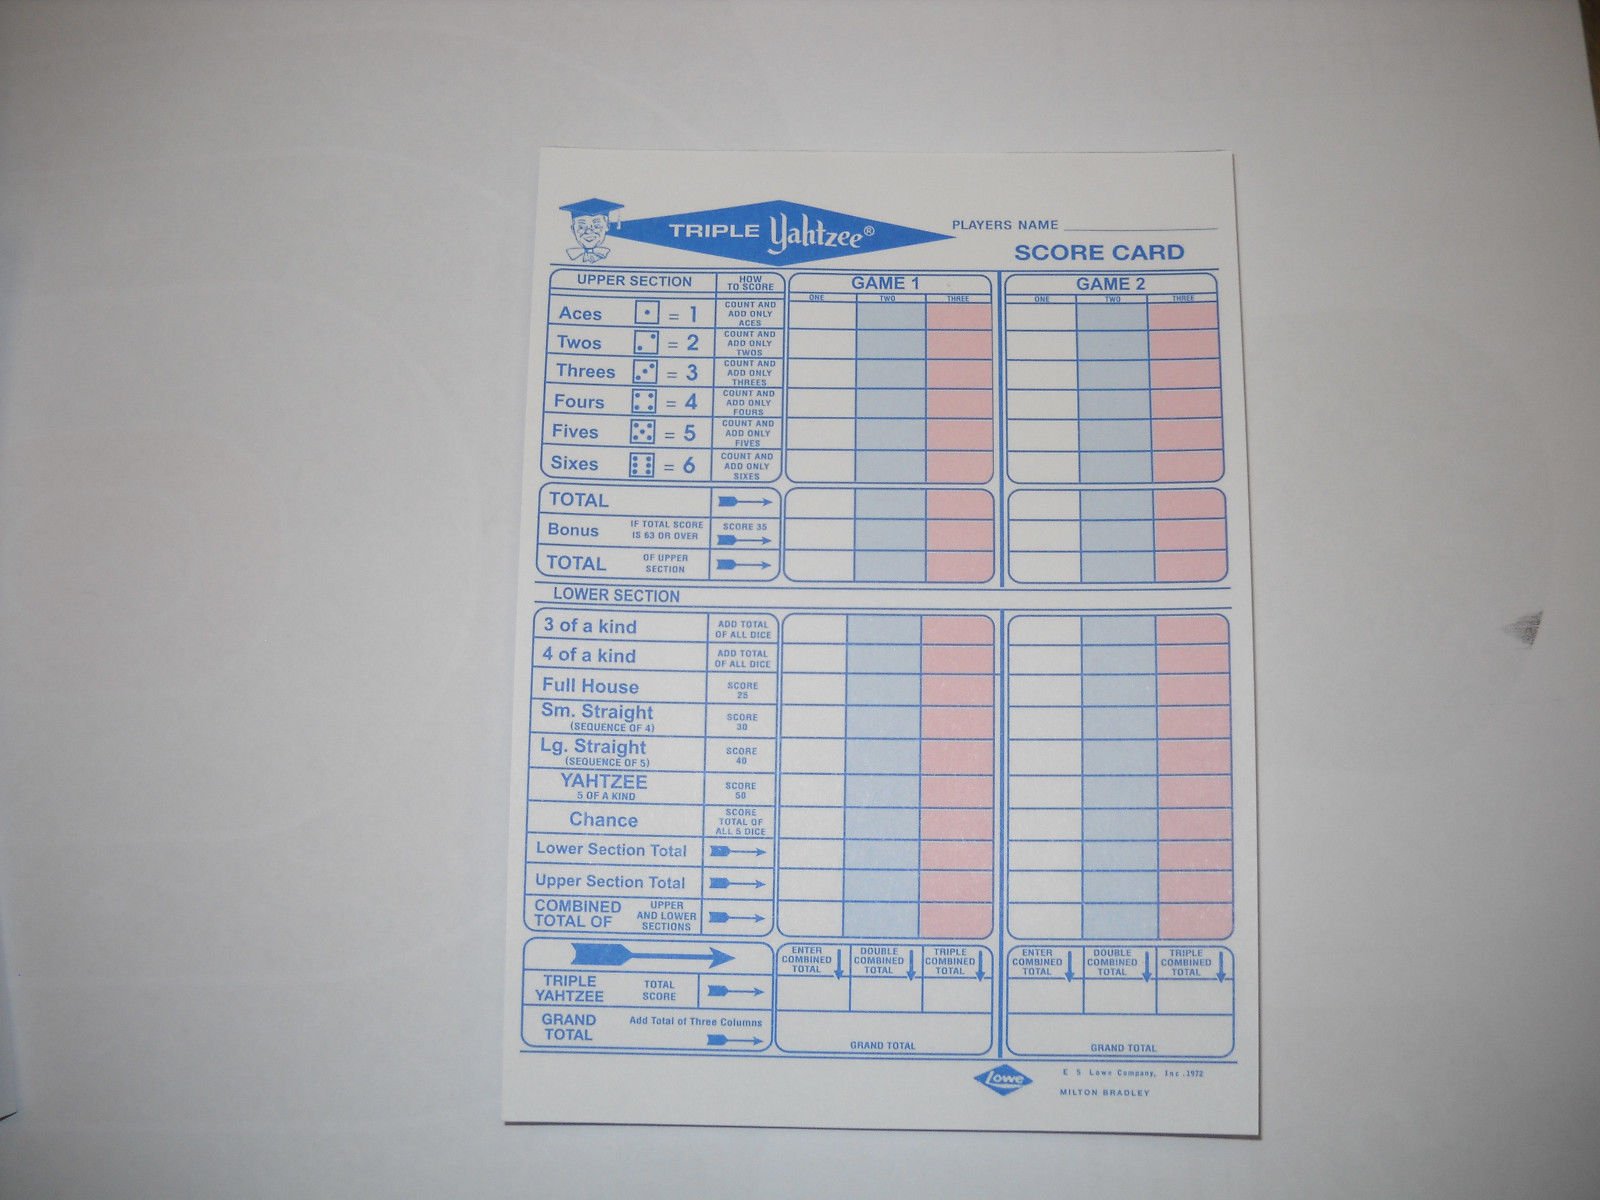 TRIPLE Yahtzee®
PLAYERS NAME
SCORE CARD
UPPER SECTION HOW TO SCORE GAME 1 GAME 2
ONE TWO THREE ONE TWO THREE
Aces = 1 COUNT AND ADD ONLY ACES
Twos = 2 COUNT AND ADD ONLY TWOS
Threes = 3 COUNT AND ADD ONLY THREES
Fours = 4 COUNT AND ADD ONLY FOURS
Fives = 5 COUNT AND ADD ONLY FIVES
Sixes = 6 COUNT AND ADD ONLY SIXES
TOTAL
Bonus IF TOTAL SCORE IS 63 OR OVER SCORE 35
TOTAL OF UPPER SECTION
LOWER SECTION
3 of a kind ADD TOTAL OF ALL DICE
4 of a kind ADD TOTAL OF ALL DICE
Full House SCORE 25
Sm. Straight (SEQUENCE OF 4) SCORE 30
Lg. Straight (SEQUENCE OF 5) SCORE 40
YAHTZEE 5 OF A KIND SCORE 50
Chance SCORE TOTAL OF ALL 5 DICE
Lower Section Total
Upper Section Total
COMBINED TOTAL OF UPPER AND LOWER SECTIONS
ENTER COMBINED TOTAL DOUBLE COMBINED TOTAL TRIPLE COMBINED TOTAL ENTER COMBINED TOTAL DOUBLE COMBINED TOTAL TRIPLE COMBINED TOTAL
TRIPLE YAHTZEE TOTAL SCORE
GRAND TOTAL Add Total of Three Columns
GRAND TOTAL GRAND TOTAL
Lowe
E S Lowe Company, Inc. 1972
MILTON BRADLEY